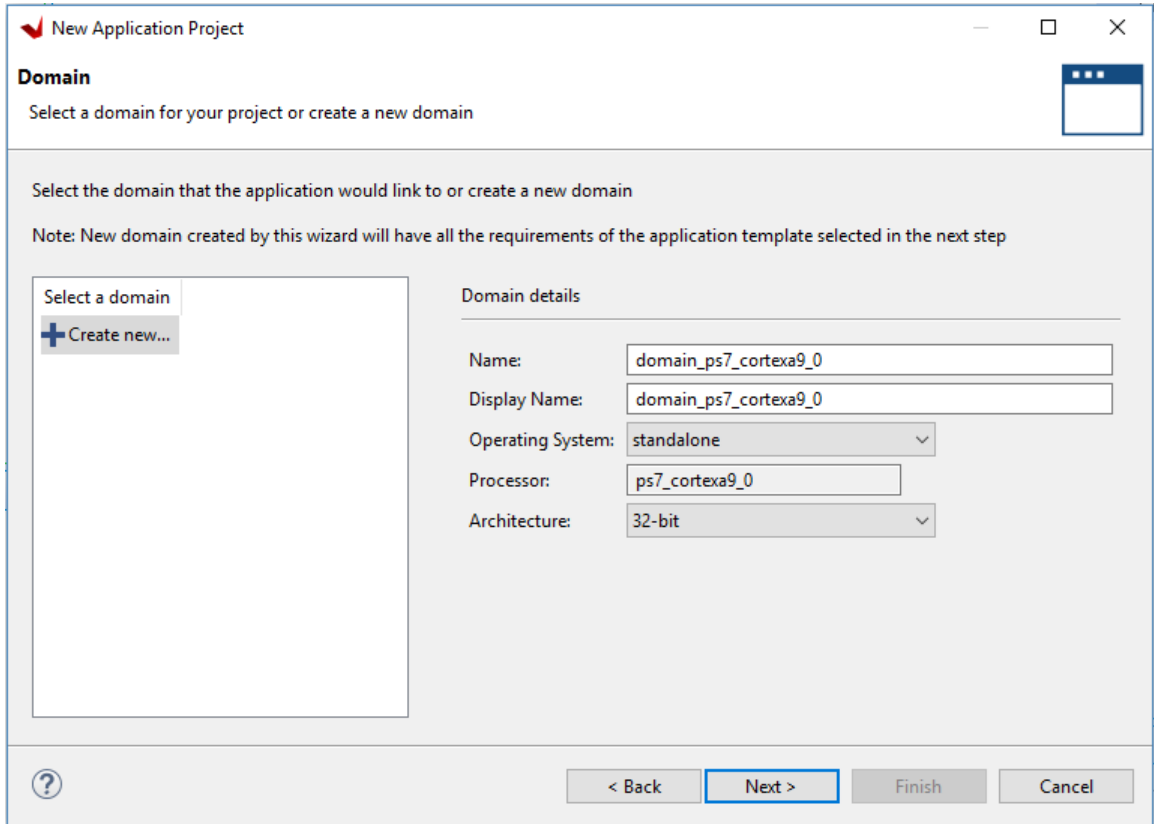 New Application Project
Domain
Select a domain for your project or create a new domain
Select the domain that the application would link to or create a new domain
Note: New domain created by this wizard will have all the requirements of the application template selected in the next step
Select a domain
Create new...
Domain details
Name: domain_ps7_cortexa9_0
Display Name: domain_ps7_cortexa9_0
Operating System: standalone
Processor: ps7_cortexa9_0
Architecture: 32-bit
? < Back Next > Finish Cancel